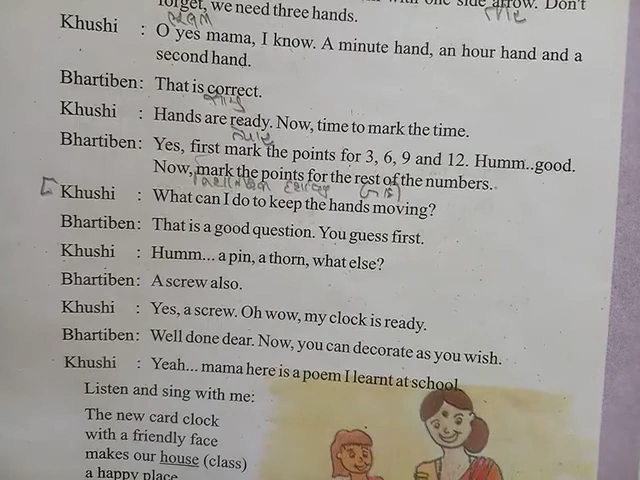 forget, we need three hands.
with one side arrow. Don't
Khushi : O yes mama, I know. A minute hand, an hour hand and a
second hand.
Bhartiben: That is correct.
Khushi : Hands are ready. Now, time to mark the time.
Bhartiben: Yes, first mark the points for 3, 6, 9 and 12. Humm..good.
Now, mark the points for the rest of the numbers.
Khushi : What can I do to keep the hands moving?
Bhartiben: That is a good question. You guess first.
Khushi : Humm... a pin, a thorn, what else?
Bhartiben: A screw also.
Khushi : Yes, a screw. Oh wow, my clock is ready.
Bhartiben: Well done dear. Now, you can decorate as you wish.
Khushi : Yeah... mama here is a poem I learnt at school.
Listen and sing with me:
The new card clock
with a friendly face
makes our house (class)
a happy place